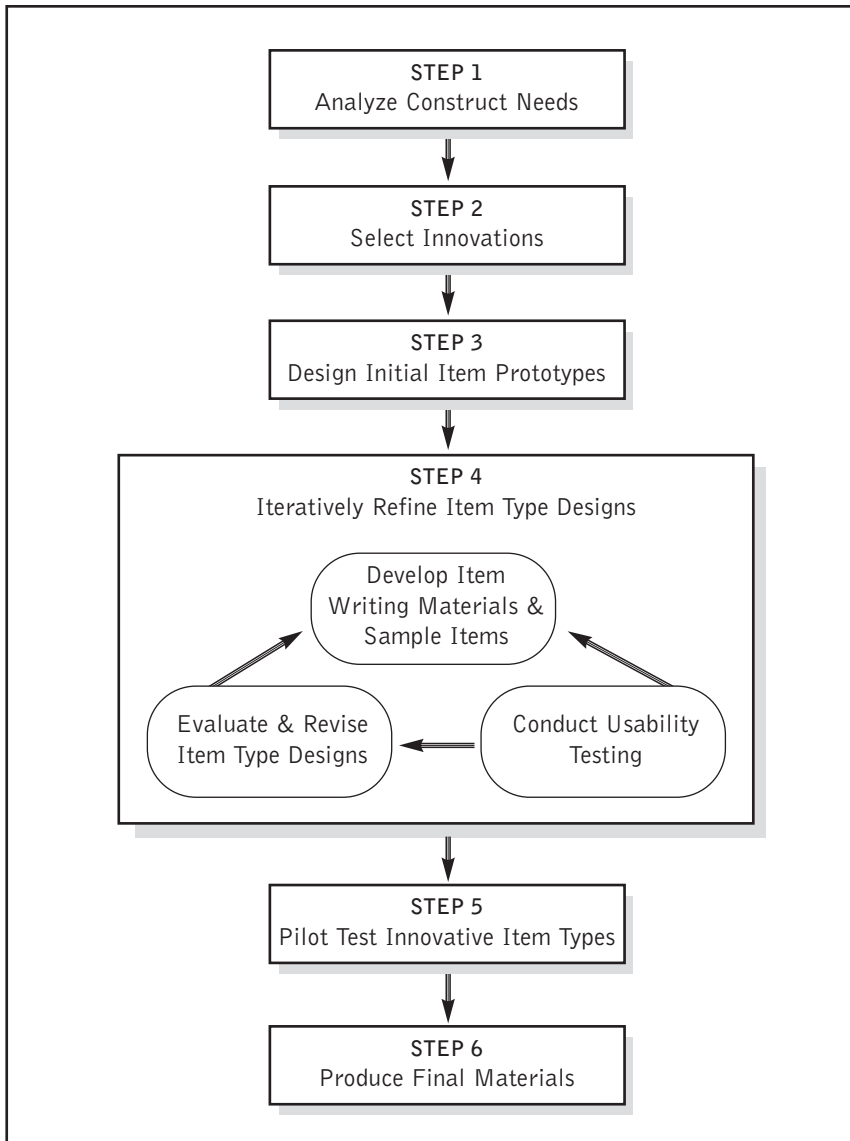 STEP 1
Analyze Construct Needs
STEP 2
Select Innovations
STEP 3
Design Initial Item Prototypes
STEP 4
Iteratively Refine Item Type Designs
Develop Item
Writing Materials &
Sample Items
Evaluate & Revise
Item Type Designs
Conduct Usability
Testing
STEP 5
Pilot Test Innovative Item Types
STEP 6
Produce Final Materials